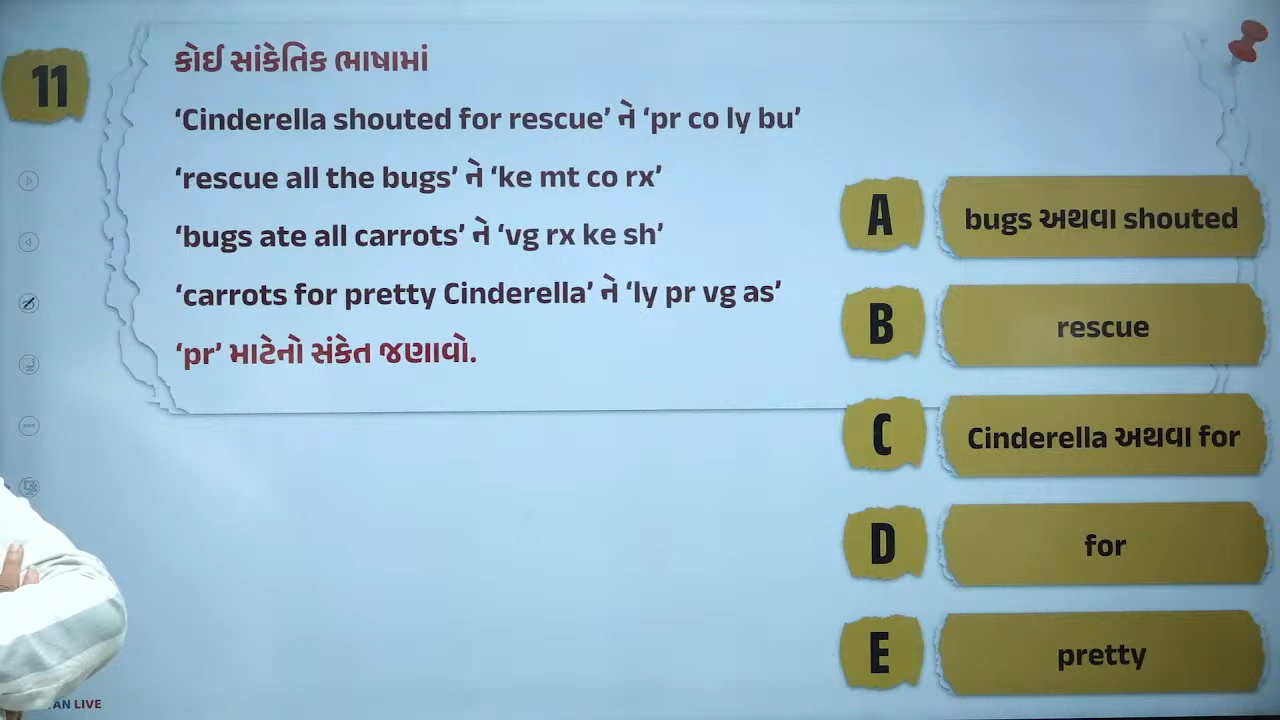 11
કોઈ સાંકેતિક ભાષામાં
‘Cinderella shouted for rescue’ ને ‘pr co ly bu’
‘rescue all the bugs’ ને ‘ke mt co rx’
‘bugs ate all carrots’ ને ‘vg rx ke sh’
‘carrots for pretty Cinderella’ ને ‘ly pr vg as’
‘pr’ માટેનો સંકેત જણાવો.
A bugs અથવા shouted
B rescue
C Cinderella અથવા for
D for
E pretty
LIVE